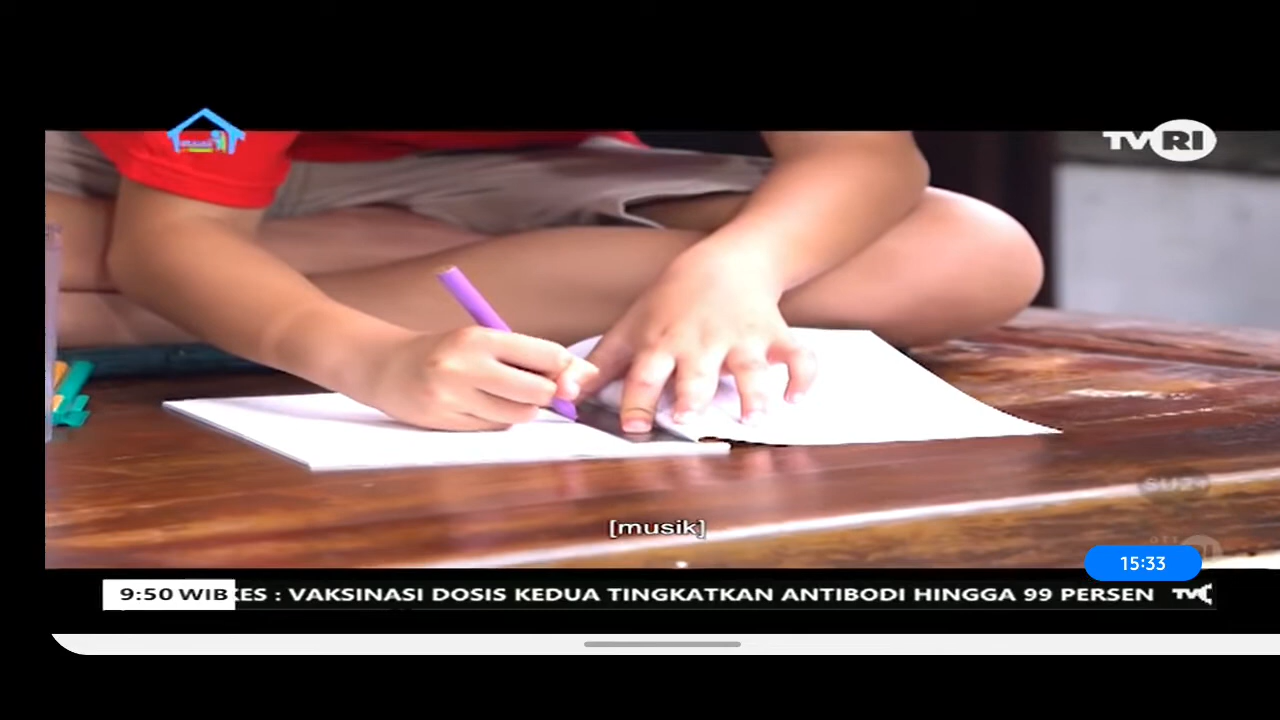 TVRI
[musik]
15:33
9:50 WIB KES : VAKSINASI DOSIS KEDUA TINGKATKAN ANTIBODI HINGGA 99 PERSEN